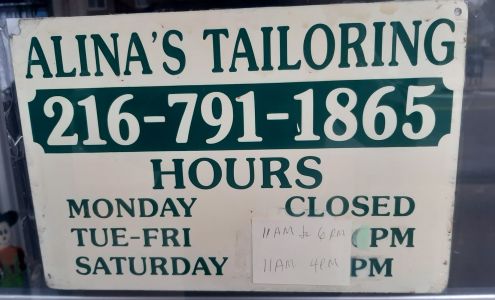 ALINA'S TAILORING
216-791-1865
HOURS
MONDAY CLOSED
TUE-FRI 11AM to 6PM PM
SATURDAY 11AM 4PM PM